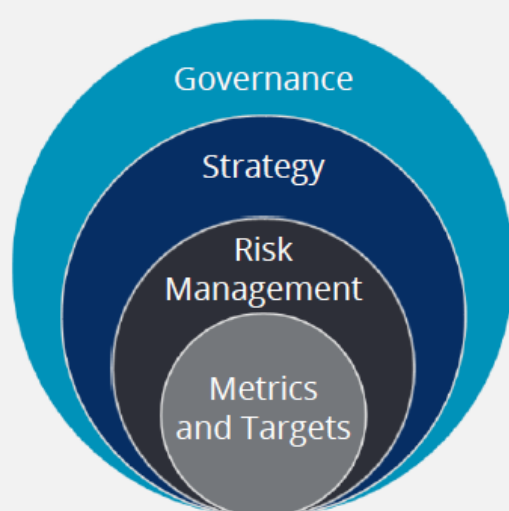 Governance
Strategy
Risk
Management
Metrics
and Targets